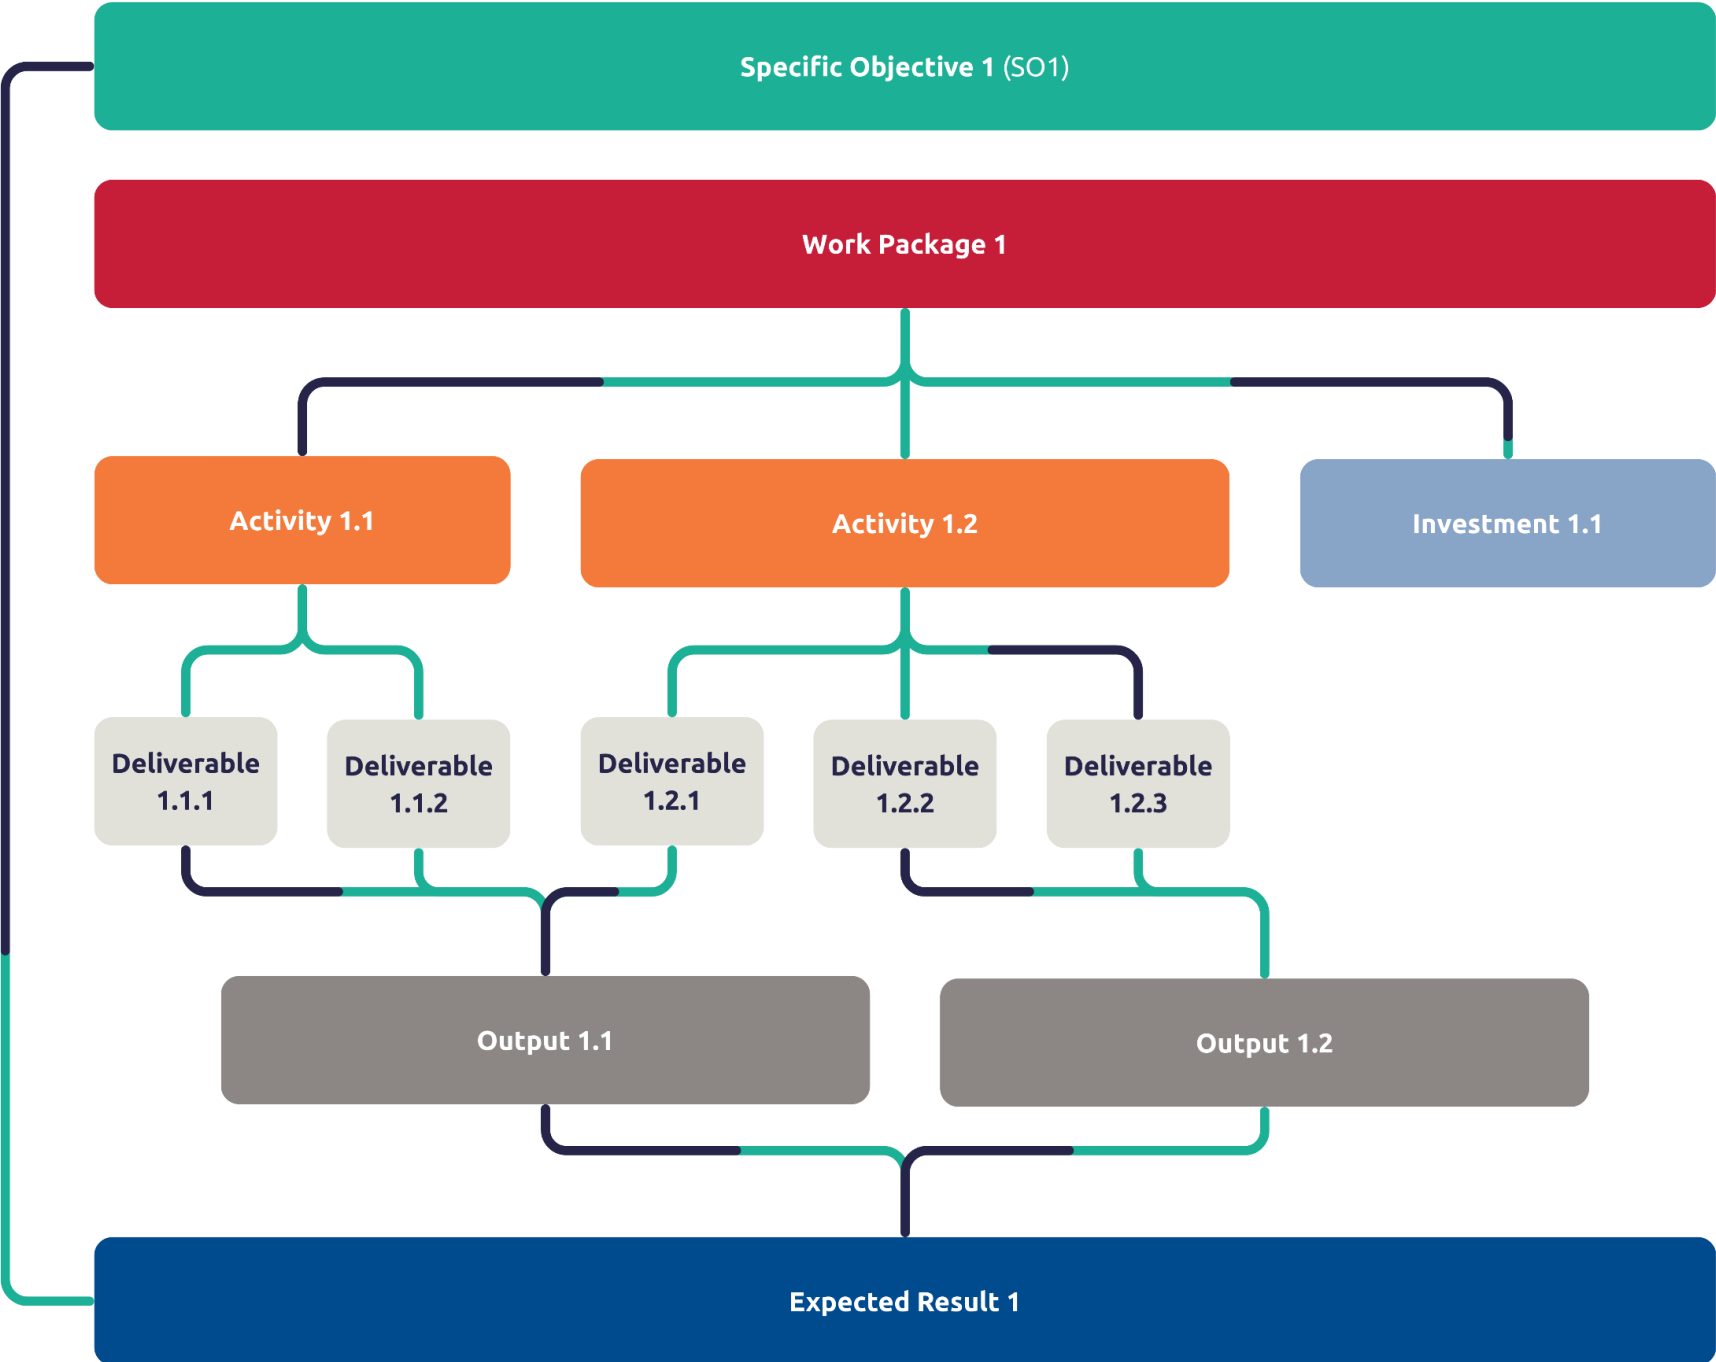 Specific Objective 1 (SO1)
Work Package 1
Activity 1.1
Activity 1.2
Investment 1.1
Deliverable
1.1.1
Deliverable
1.1.2
Deliverable
1.2.1
Deliverable
1.2.2
Deliverable
1.2.3
Output 1.1
Output 1.2
Expected Result 1